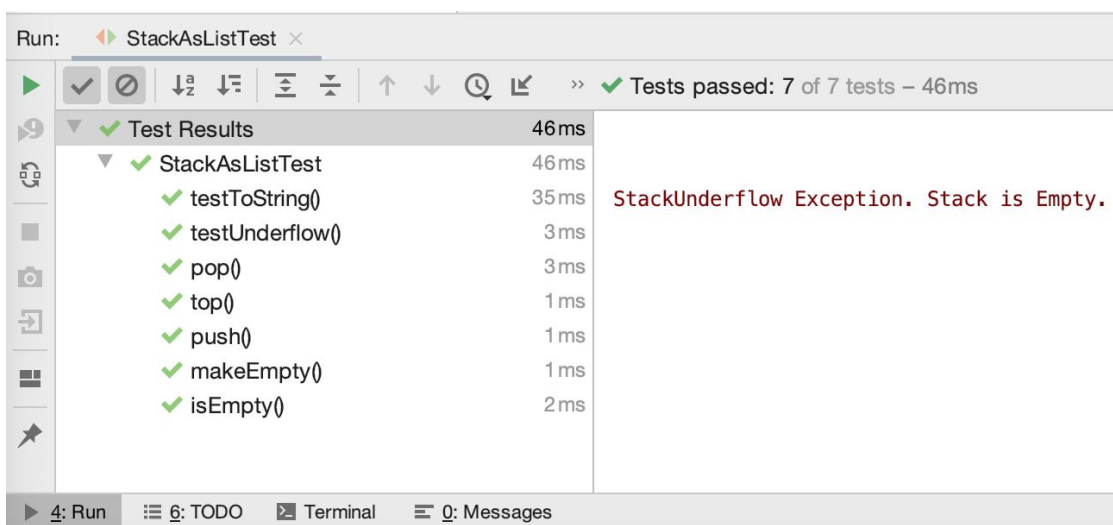 Run: StackAsListTest ×
» Tests passed: 7 of 7 tests – 46ms
Test Results 46ms
StackAsListTest 46ms
testToString() 35ms
StackUnderflow Exception. Stack is Empty.
testUnderflow() 3ms
pop() 3ms
top() 1ms
push() 1ms
makeEmpty() 1ms
isEmpty() 2ms
4: Run 6: TODO Terminal 0: Messages